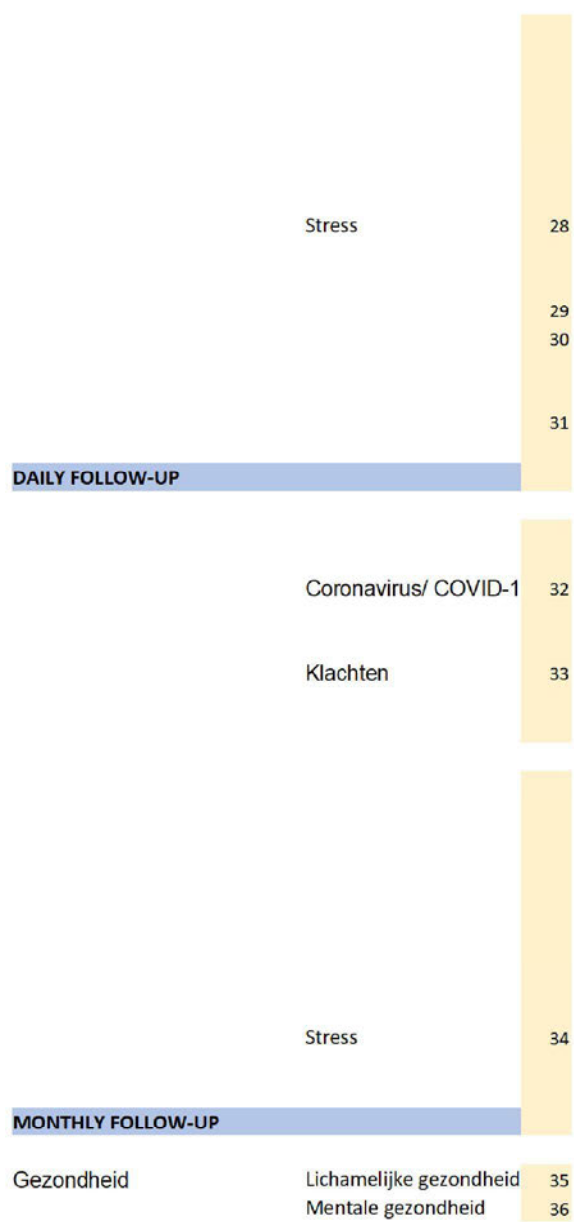 Stress 28
29
30
31
DAILY FOLLOW-UP
Coronavirus/ COVID-1 32
Klachten 33
Stress 34
MONTHLY FOLLOW-UP
Gezondheid Lichamelijke gezondheid 35
Mentale gezondheid 36